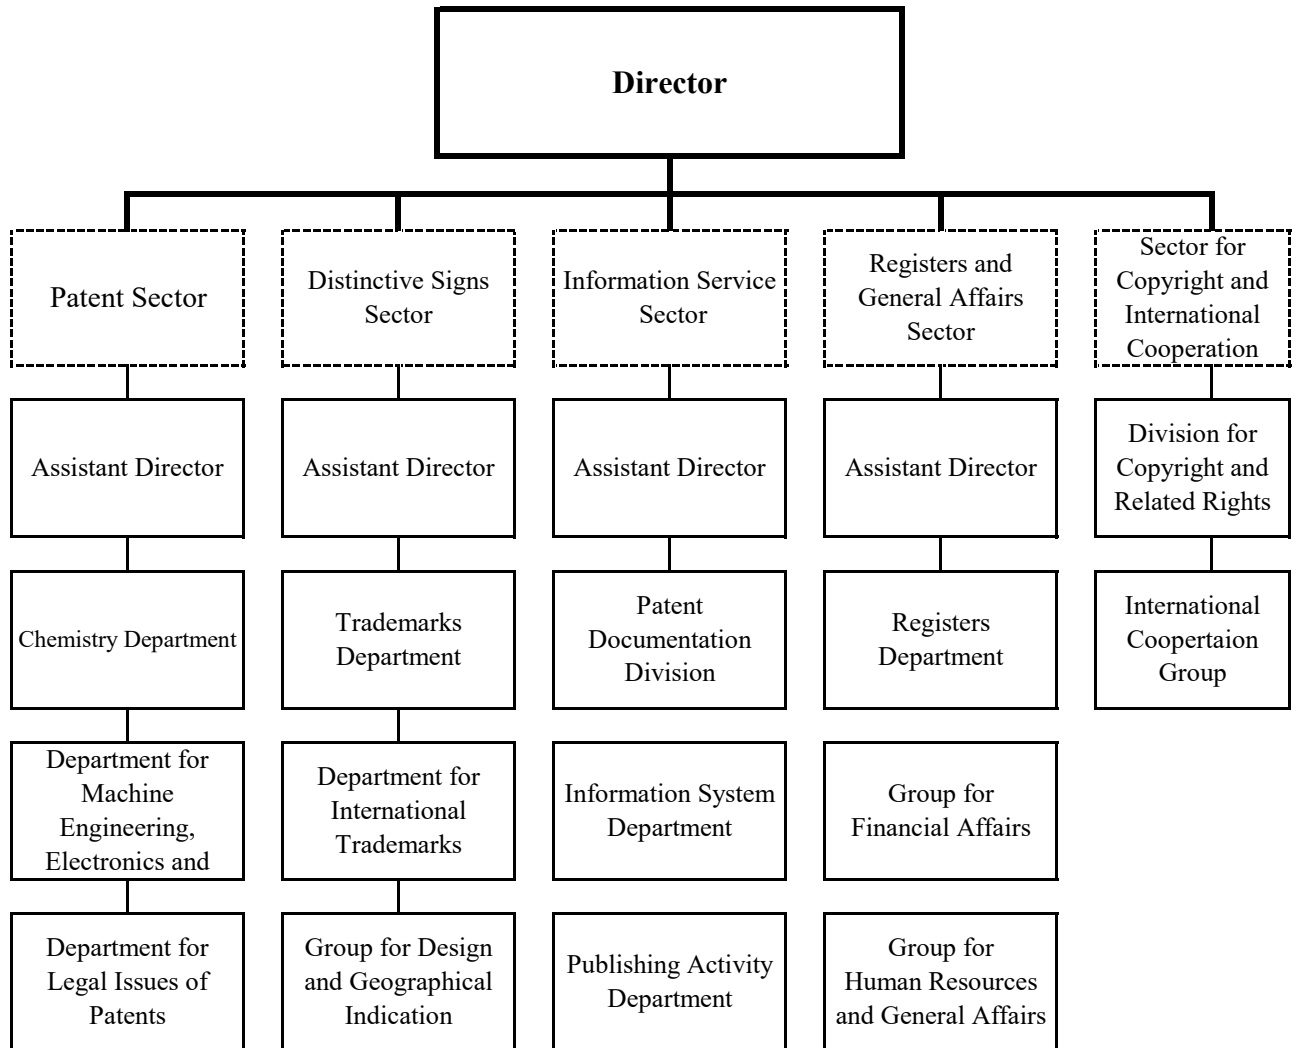 Director
Patent Sector
Distinctive Signs
Sector
Information Service
Sector
Registers and
General Affairs
Sector
Sector for
Copyright and
International
Cooperation
Assistant Director
Assistant Director
Assistant Director
Assistant Director
Division for
Copyright and
Related Rights
Chemistry Department
Trademarks
Department
Patent
Documentation
Division
Registers
Department
International
Coopertaion
Group
Department for
Machine
Engineering,
Electronics and
Department for
International
Trademarks
Information System
Department
Group for
Financial Affairs
Department for
Legal Issues of
Patents
Group for Design
and Geographical
Indication
Publishing Activity
Department
Group for
Human Resources
and General Affairs